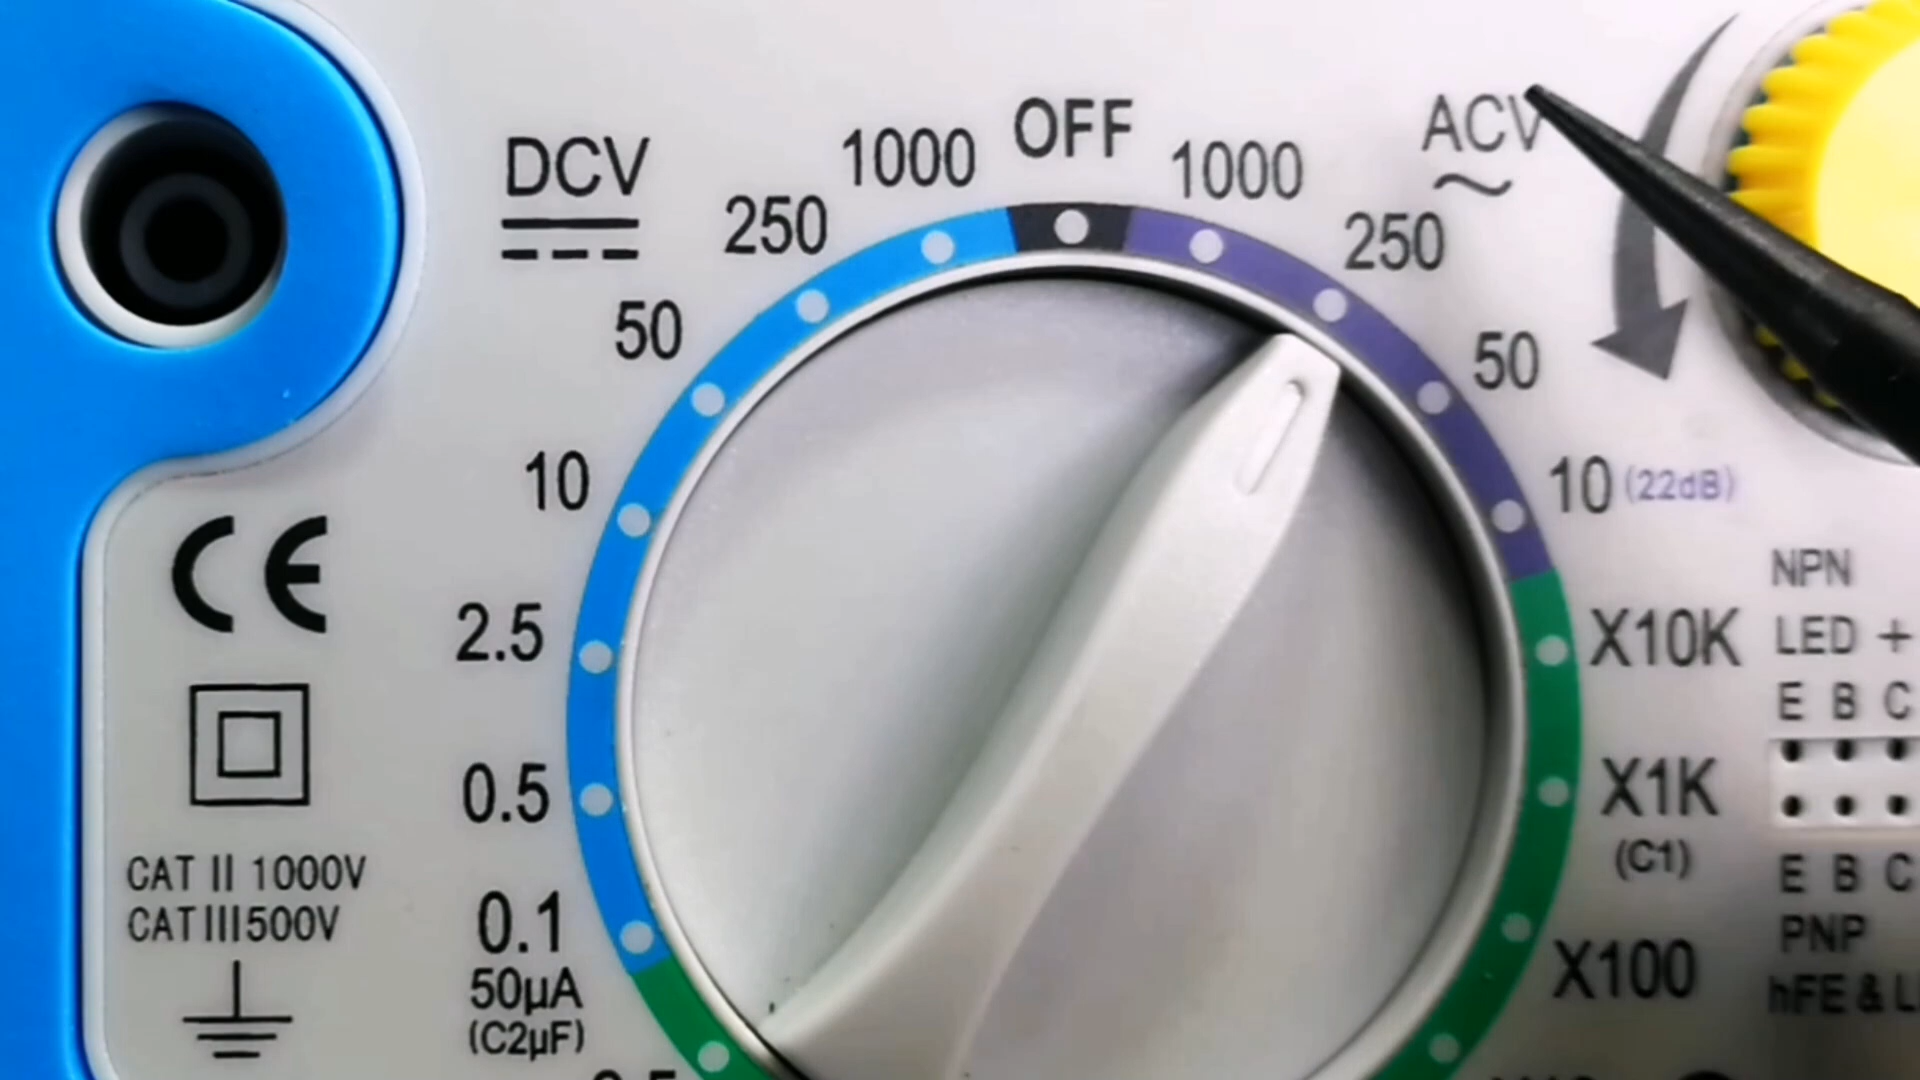 DCV
OFF
ACV
1000
1000
250
250
50
50
10
10 (22dB)
2.5
X10K
0.5
X1K
(C1)
0.1
50µA
(C2µF)
X100
CE
CAT II 1000V
CAT III 500V
NPN
LED +
E B C
E B C
PNP
hFE &